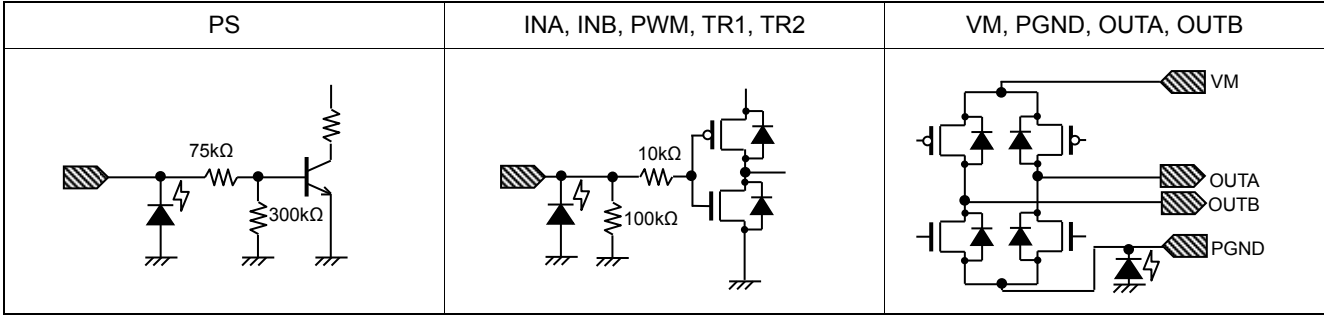 PS
INA, INB, PWM, TR1, TR2
VM, PGND, OUTA, OUTB
75kΩ
300kΩ
10kΩ
100kΩ
VM
OUTA
OUTB
PGND